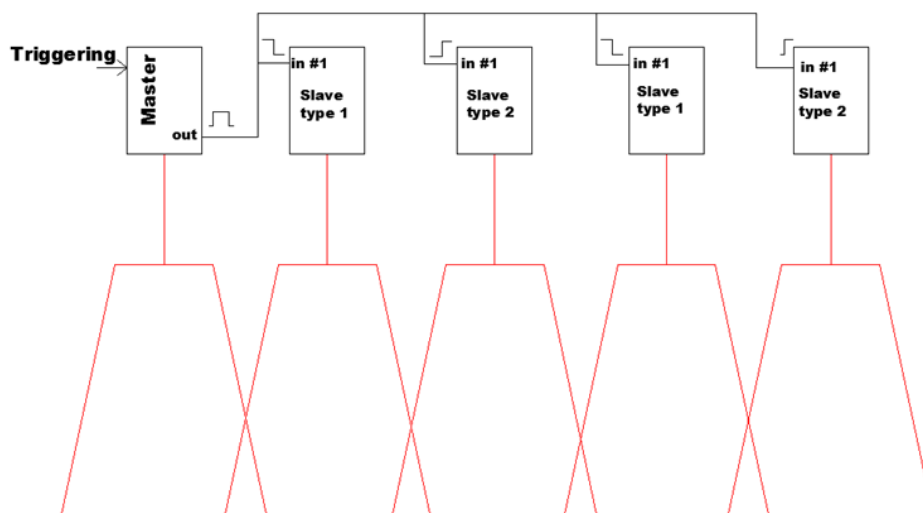 Triggering
Master
out
in #1
Slave
type 1
in #1
Slave
type 2
in #1
Slave
type 1
in #1
Slave
type 2